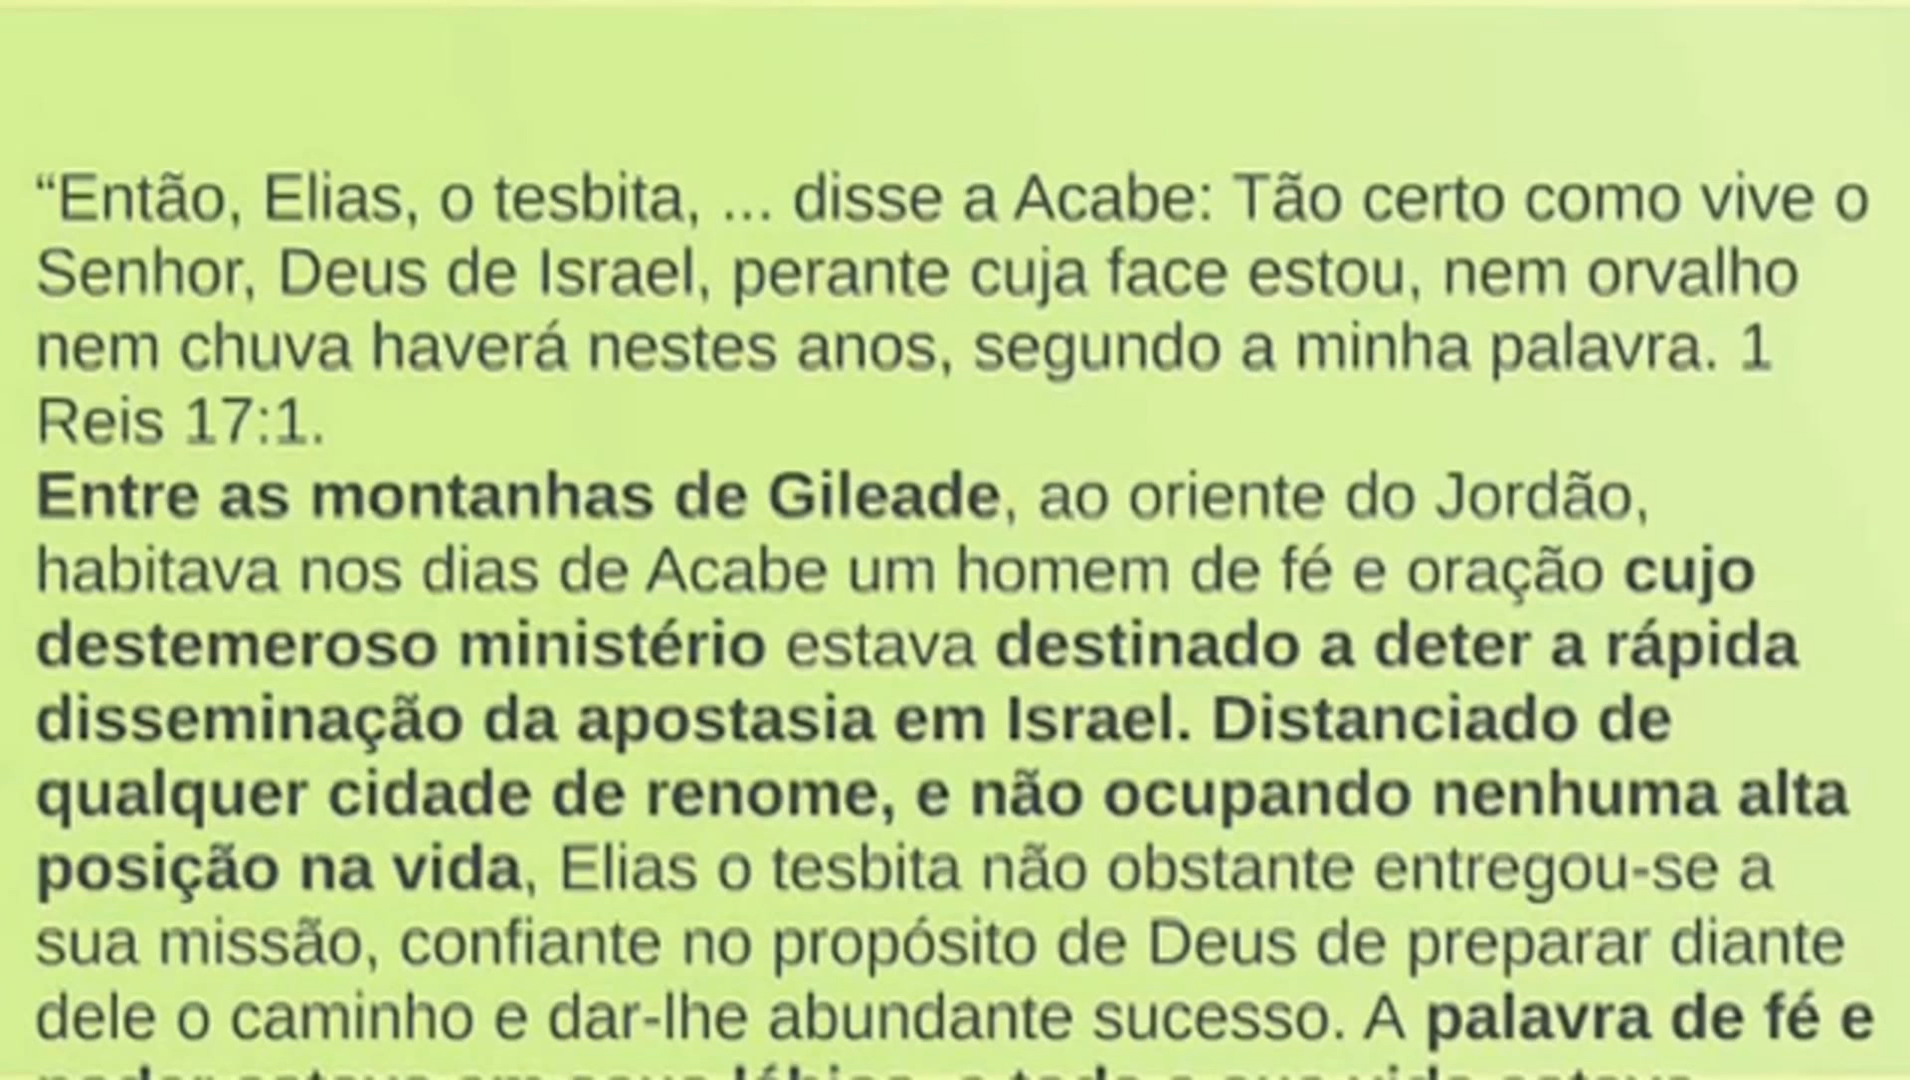 “Então, Elias, o tesbita, ... disse a Acabe: Tão certo como vive o
Senhor, Deus de Israel, perante cuja face estou, nem orvalho
nem chuva haverá nestes anos, segundo a minha palavra. 1
Reis 17:1.
Entre as montanhas de Gileade, ao oriente do Jordão,
habitava nos dias de Acabe um homem de fé e oração cujo
destemeroso ministério estava destinado a deter a rápida
disseminação da apostasia em Israel. Distanciado de
qualquer cidade de renome, e não ocupando nenhuma alta
posição na vida, Elias o tesbita não obstante entregou-se a
sua missão, confiante no propósito de Deus de preparar diante
dele o caminho e dar-lhe abundante sucesso. A palavra de fé e